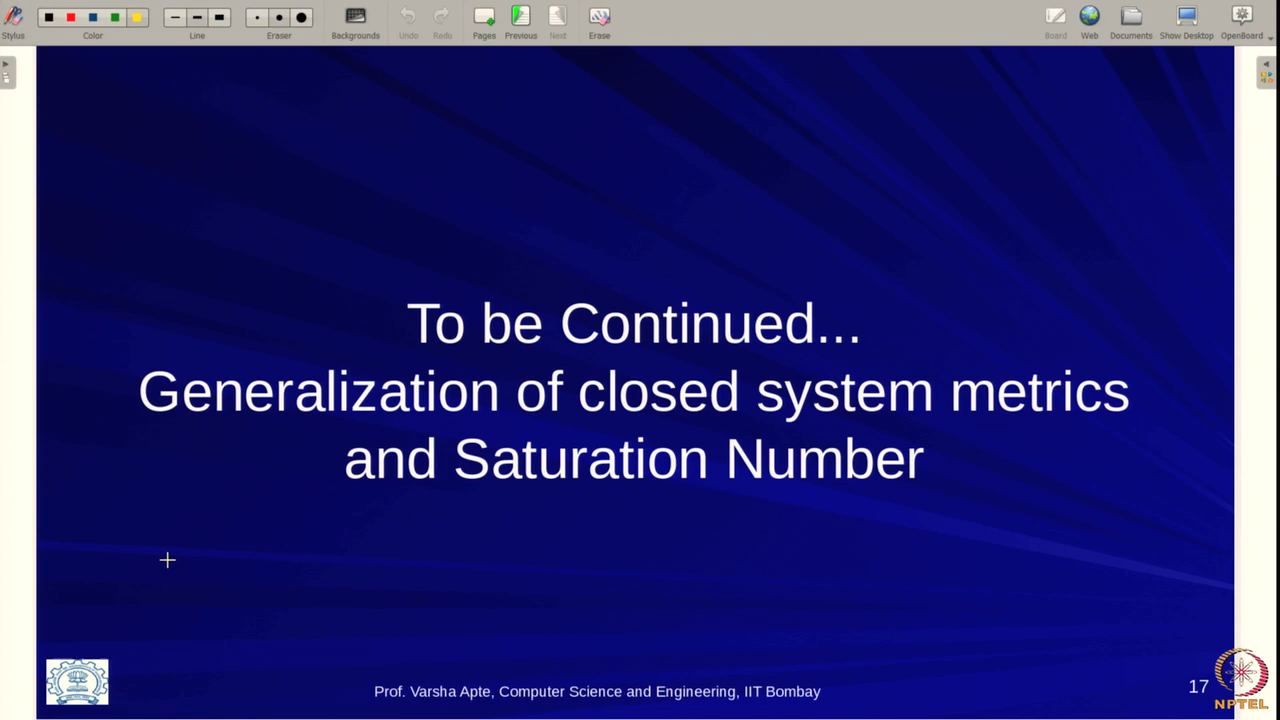 Stylus
Color
Line
Eraser
Backgrounds
Undo
Redo
Pages
Previous
Next
Erase
Board
Web
Documents
Show Desktop
OpenBoard
To be Continued...
Generalization of closed system metrics
and Saturation Number
Prof. Varsha Apte, Computer Science and Engineering, IIT Bombay
17
NPTEL